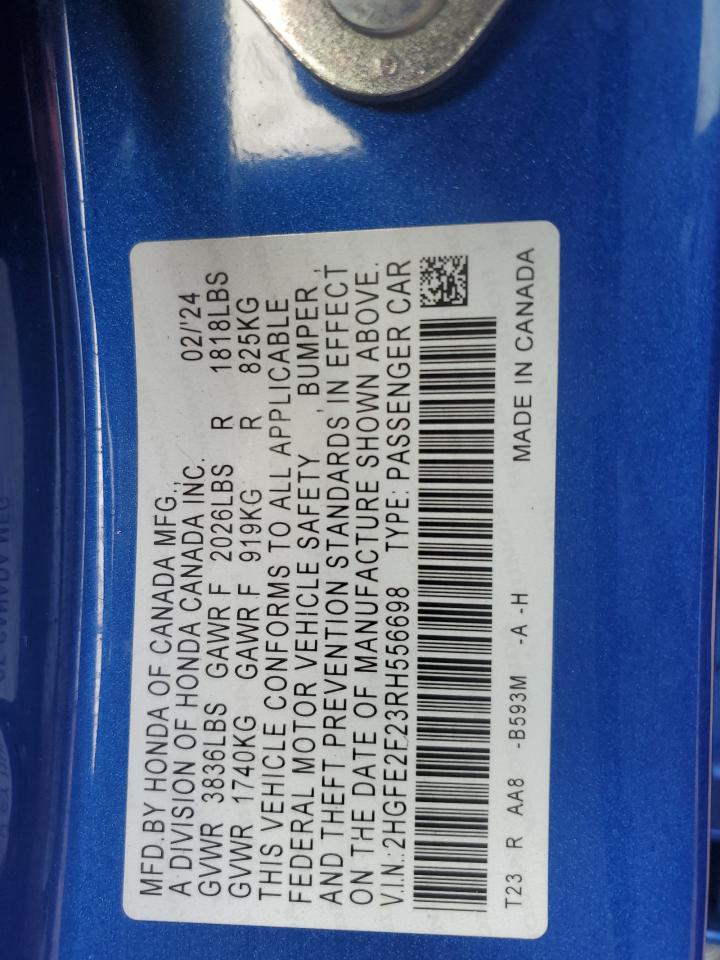 MFD.BY HONDA OF CANADA MFG.,
A DIVISION OF HONDA CANADA INC. 02/'24
GVWR 3836LBS GAWR F 2026LBS R 1818LBS
GVWR 1740KG GAWR F 919KG R 825KG
THIS VEHICLE CONFORMS TO ALL APPLICABLE
FEDERAL MOTOR VEHICLE SAFETY , BUMPER ,
AND THEFT PREVENTION STANDARDS IN EFFECT
ON THE DATE OF MANUFACTURE SHOWN ABOVE.
V.I.N.:2HGFE2F23RH556698 TYPE: PASSENGER CAR
T23 R AA8 -B593M -A -H MADE IN CANADA